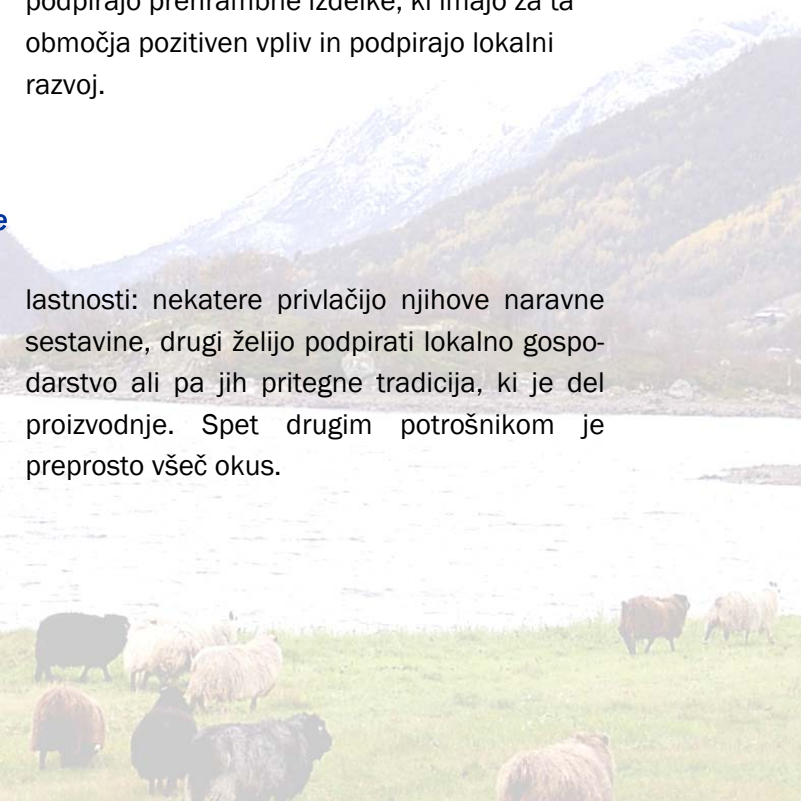 podpirajo prehrambne izdelke, ki imajo za ta
območja pozitiven vpliv in podpirajo lokalni
razvoj.
e
lastnosti: nekatere privlačijo njihove naravne
sestavine, drugi želijo podpirati lokalno gospo-
darstvo ali pa jih pritegne tradicija, ki je del
proizvodnje. Spet drugim potrošnikom je
preprosto všeč okus.